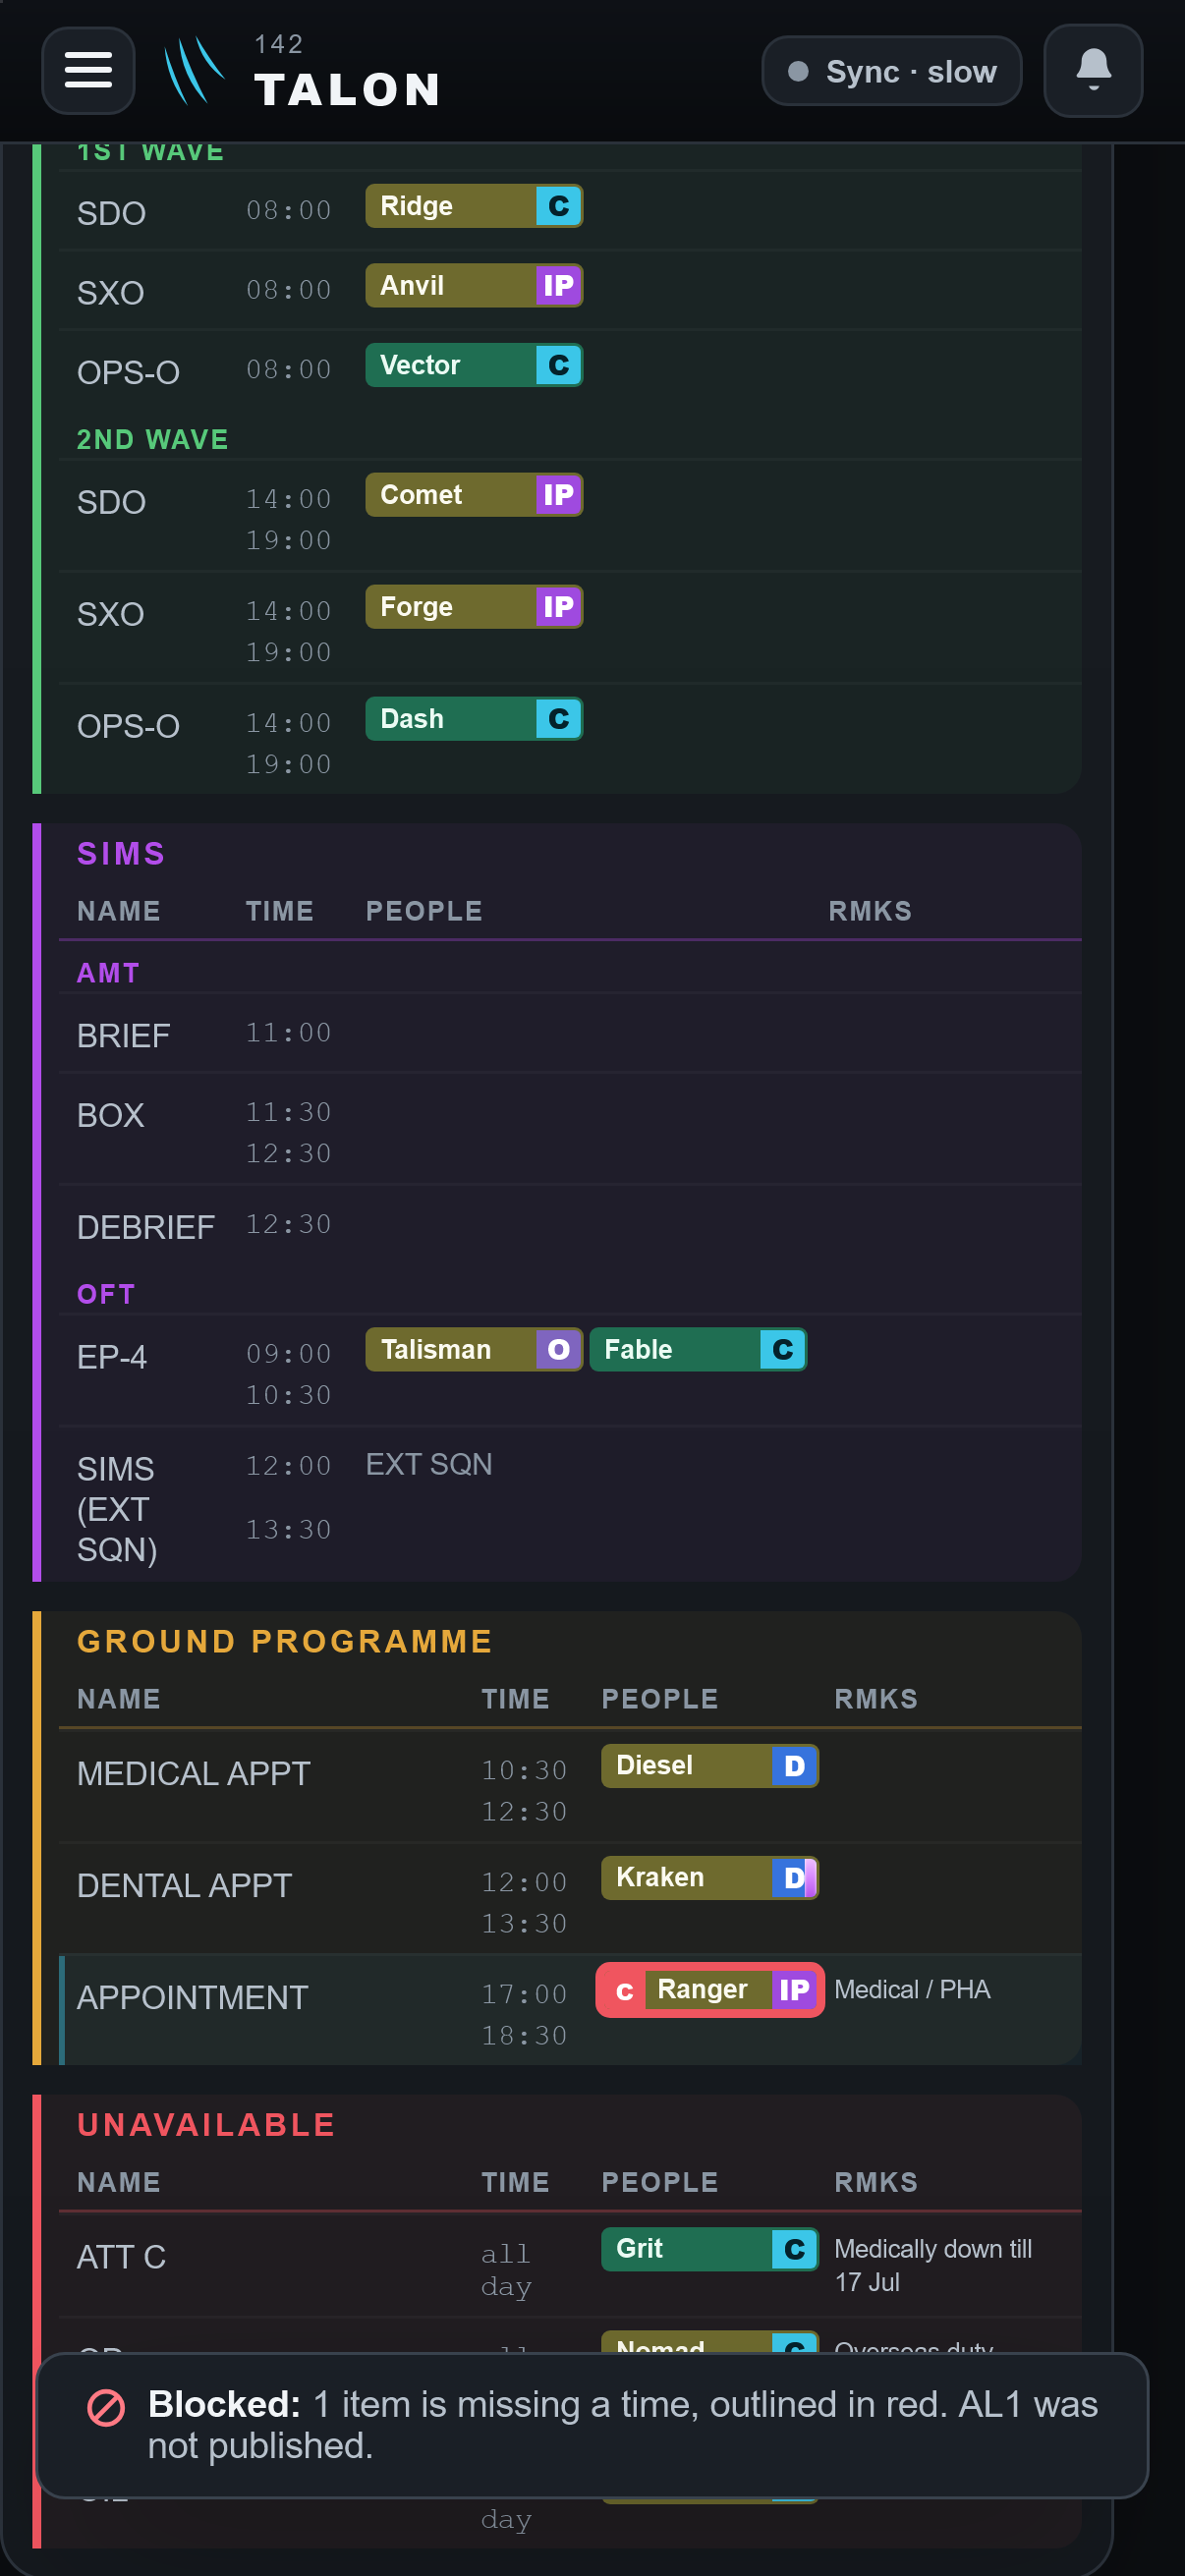 142
TALON
Sync · slow
1ST WAVE
SDO 08:00 Ridge C
SXO 08:00 Anvil IP
OPS-O 08:00 Vector C
2ND WAVE
SDO 14:00 Comet IP
19:00
SXO 14:00 Forge IP
19:00
OPS-O 14:00 Dash C
19:00
SIMS
NAME TIME PEOPLE RMKS
AMT
BRIEF 11:00
BOX 11:30
12:30
DEBRIEF 12:30
OFT
EP-4 09:00 Talisman O Fable C
10:30
SIMS 12:00 EXT SQN
(EXT
13:30
SQN)
GROUND PROGRAMME
NAME TIME PEOPLE RMKS
MEDICAL APPT 10:30 Diesel D
12:30
DENTAL APPT 12:00 Kraken D
13:30
APPOINTMENT 17:00 c Ranger IP Medical / PHA
18:30
UNAVAILABLE
NAME TIME PEOPLE RMKS
ATT C all Grit C Medically down till
day 17 Jul
Nomad C Overseas duty
Blocked: 1 item is missing a time, outlined in red. AL1 was
not published.
day